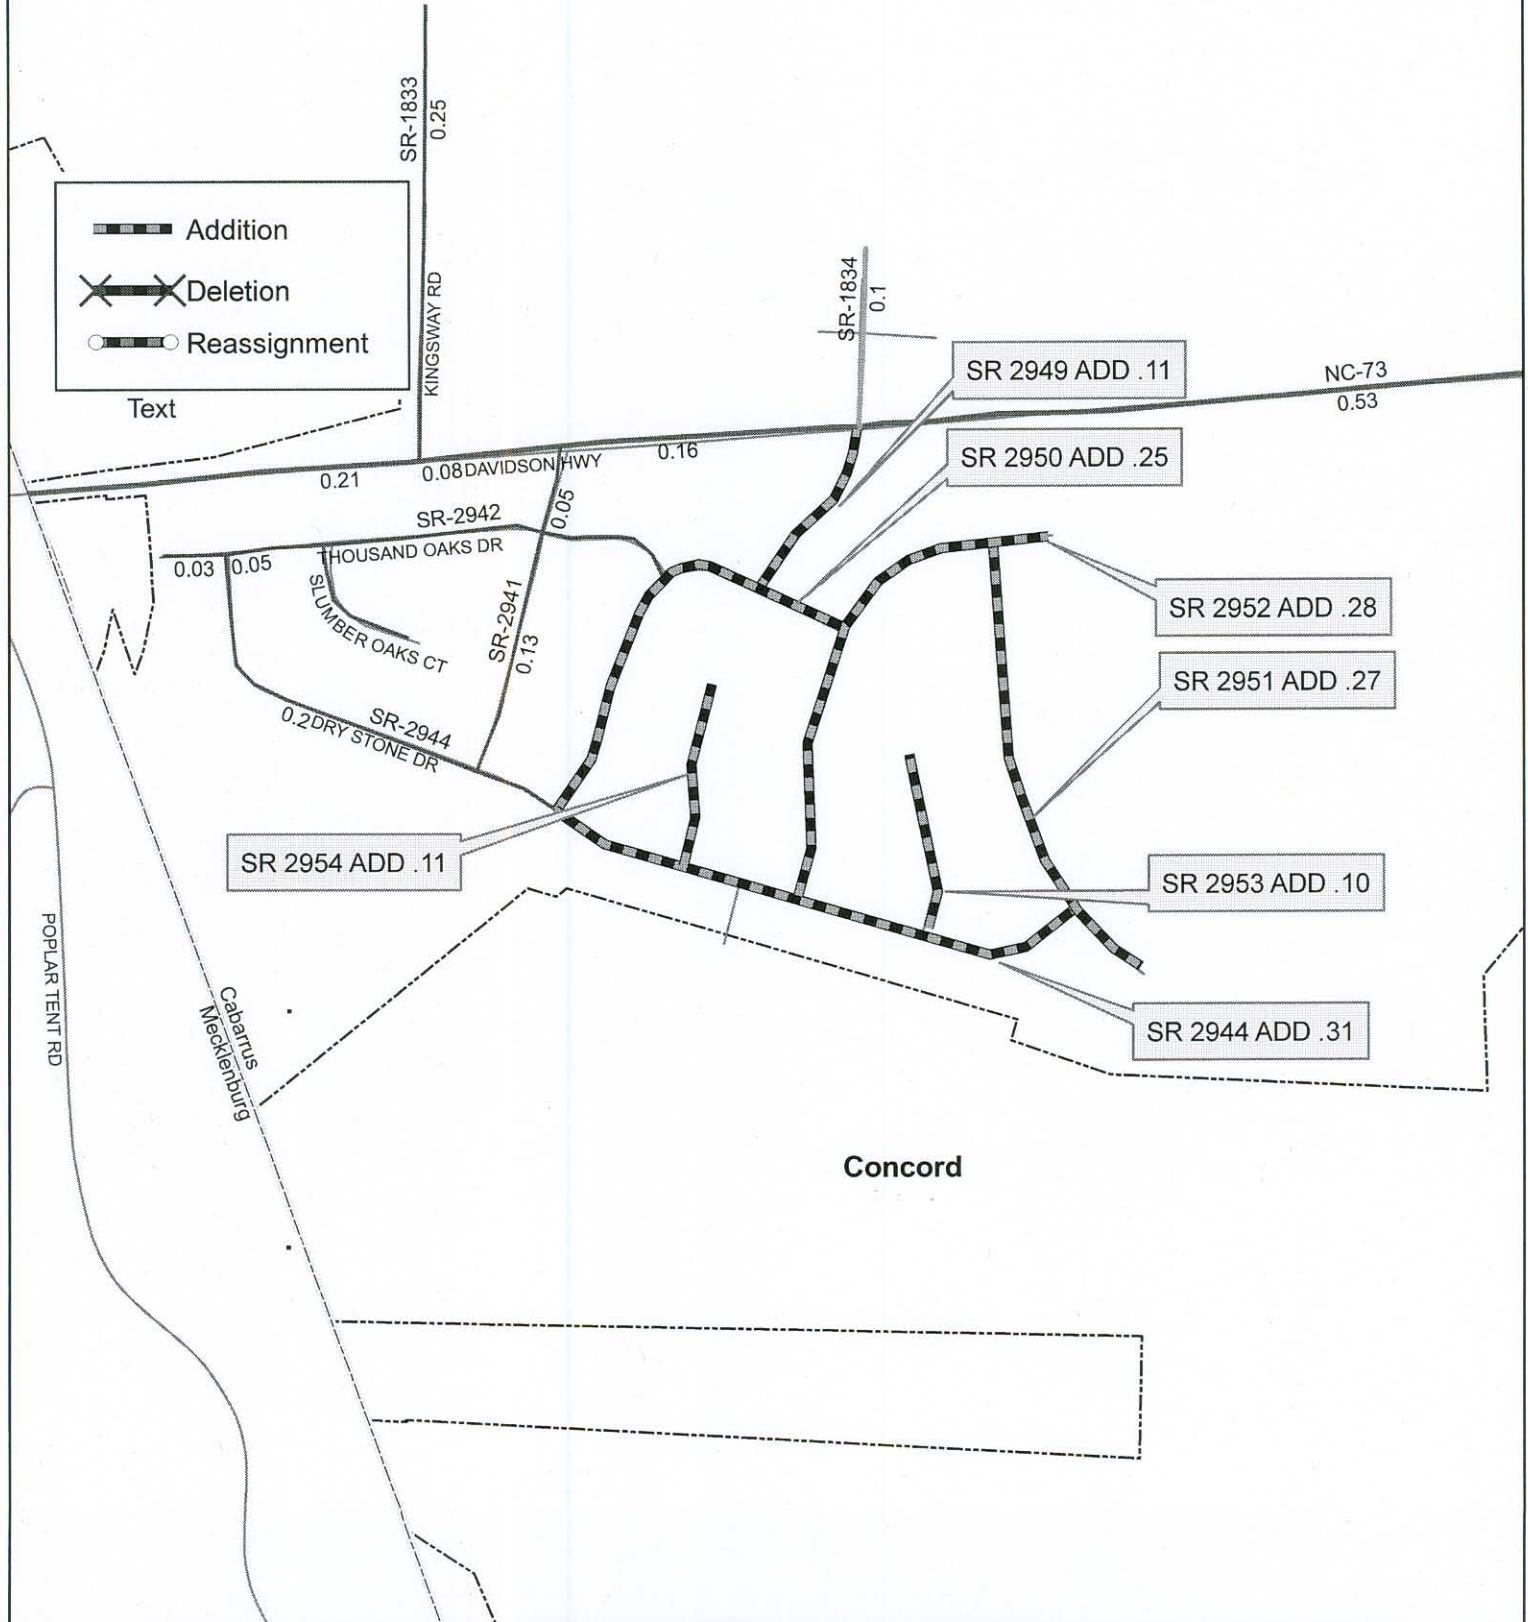 SR-1833
0.25
Addition
Deletion
Reassignment
Text
KINGSWAY RD
SR-1834
0.1
SR 2949 ADD .11
NC-73
0.53
SR 2950 ADD .25
0.16
0.08 DAVIDSON HWY
0.21
0.05
SR-2942
THOUSAND OAKS DR
0.03
0.05
SLUMBER OAKS CT
SR-2941
0.13
SR 2952 ADD .28
SR 2951 ADD .27
SR-2944
0.2 DRY STONE DR
SR 2954 ADD .11
SR 2953 ADD .10
POPLAR TENT RD
Cabarrus
Mecklenburg
SR 2944 ADD .31
Concord